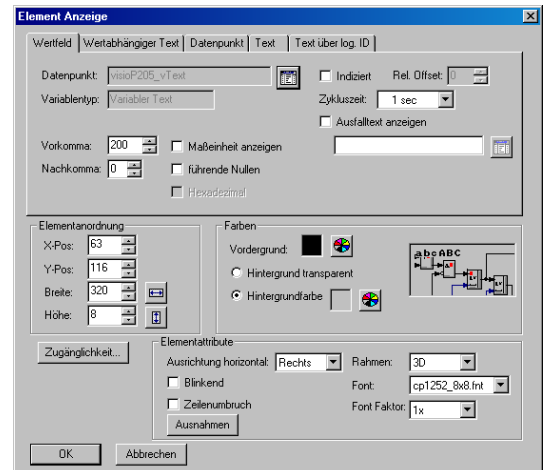 Element Anzeige
Wertfeld Wertabhängiger Text Datenpunkt Text Text über log. ID
Datenpunkt: visioP205_vText Indiziert Rel. Offset: 0
Variablentyp: Variabler Text Zykluszeit: 1 sec
Ausfalltext anzeigen
Vorkomma: 200 Maßeinheit anzeigen
Nachkomma: 0 führende Nullen
Hexadezimal
Elementanordnung Farben
X-Pos: 63 Vordergrund: abcABC
Y-Pos: 116 Hintergrund transparent
Breite: 320 Hintergrundfarbe
Höhe: 8
Zugänglichkeit... Elementattribute
Ausrichtung horizontal: Rechts Rahmen: 3D
Blinkend Font: cp1252_8x8.fnt
Zeilenumbruch Font Faktor: 1x
Ausnahmen
OK Abbrechen